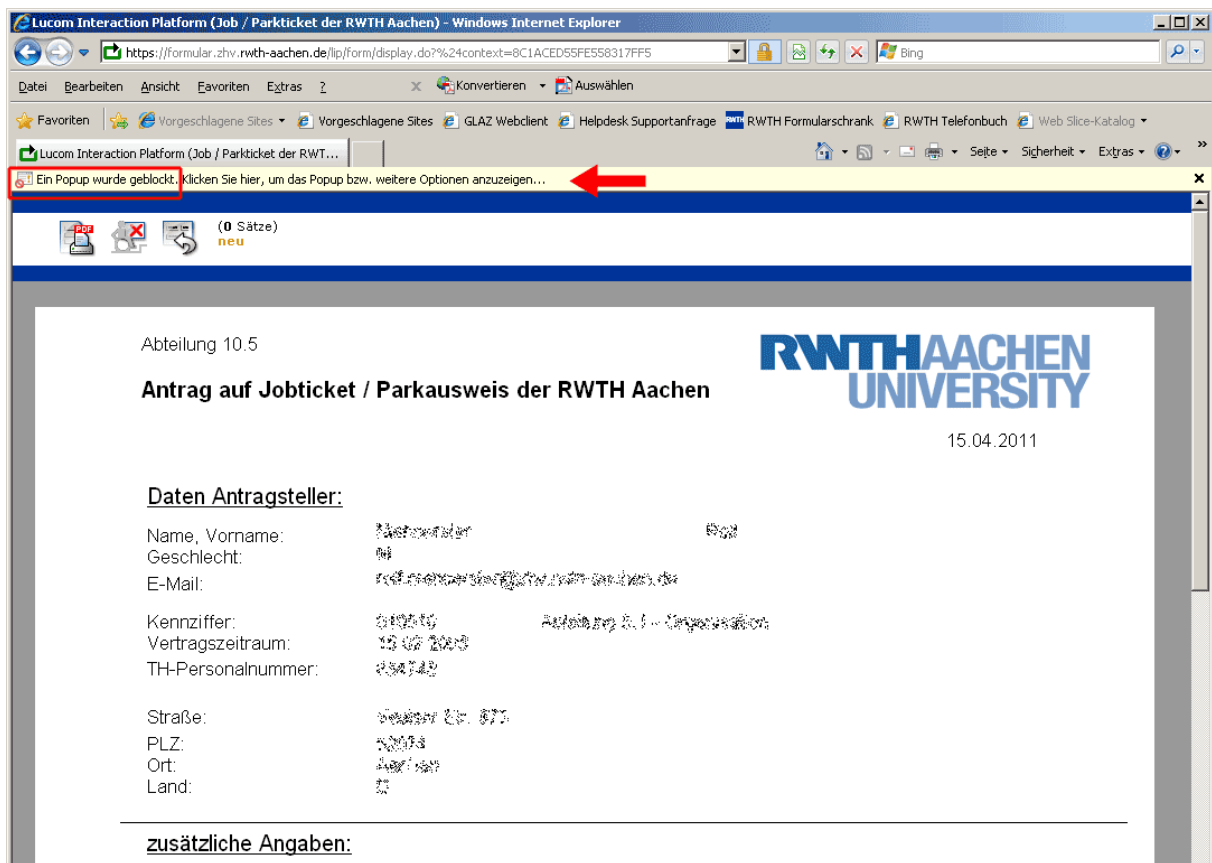 Lucom Interaction Platform (Job / Parkticket der RWTH Aachen) - Windows Internet Explorer
https://formular.zhv.rwth-aachen.de/lip/form/display.do?%24context=8C1ACED55FE558317FF5 Bing
Datei Bearbeiten Ansicht Favoriten Extras ? x Konvertieren Auswählen
Favoriten Vorgeschlagene Sites Vorgeschlagene Sites GLAZ Webclient Helpdesk Supportanfrage RWTH RWTH Formularschrank RWTH Telefonbuch Web Slice-Katalog
Lucom Interaction Platform (Job / Parkticket der RWT... Seite Sicherheit Extras »
Ein Popup wurde geblockt. Klicken Sie hier, um das Popup bzw. weitere Optionen anzuzeigen... x
PDF (0 Sätze)
neu
Abteilung 10.5
RWTHAACHEN
UNIVERSITY
Antrag auf Jobticket / Parkausweis der RWTH Aachen
15.04.2011
Daten Antragsteller:
Name, Vorname:
Geschlecht:
E-Mail:
Kennziffer:
Vertragszeitraum:
TH-Personalnummer:
Straße:
PLZ:
Ort:
Land:
zusätzliche Angaben: